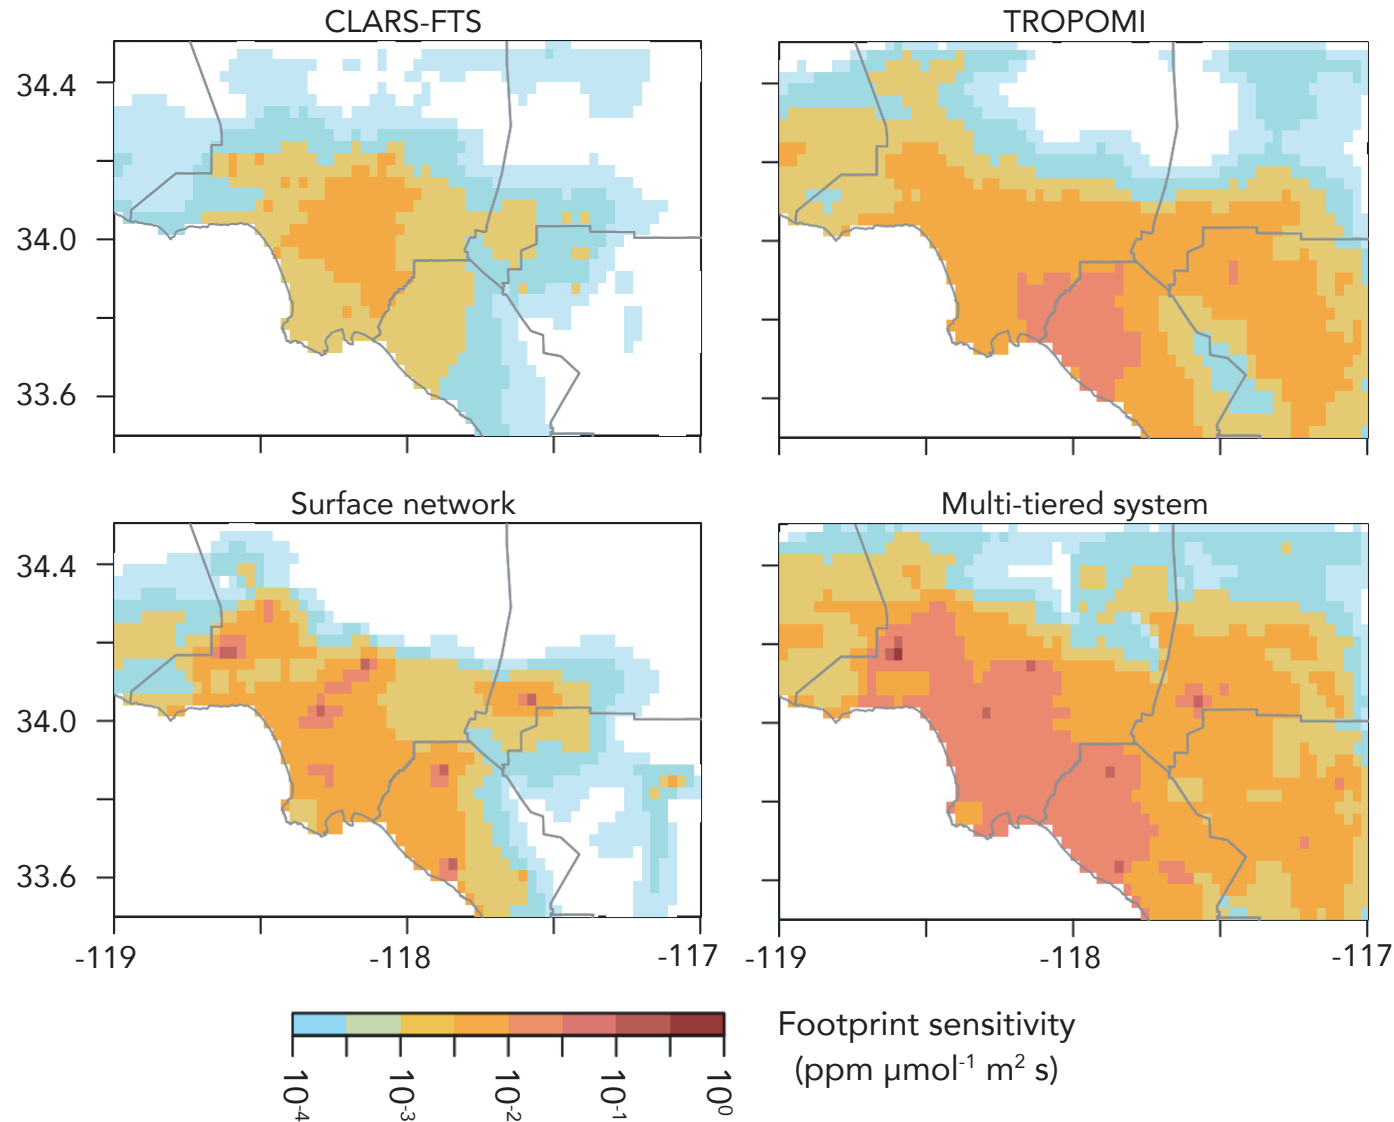 CLARS-FTS
TROPOMI
34.4
34.0
33.6
Surface network
Multi-tiered system
34.4
34.0
33.6
-119
-118
-117
-119
-118
-117
10⁻⁴
10⁻³
10⁻²
10⁻¹
10⁰
Footprint sensitivity
(ppm µmol⁻¹ m² s)